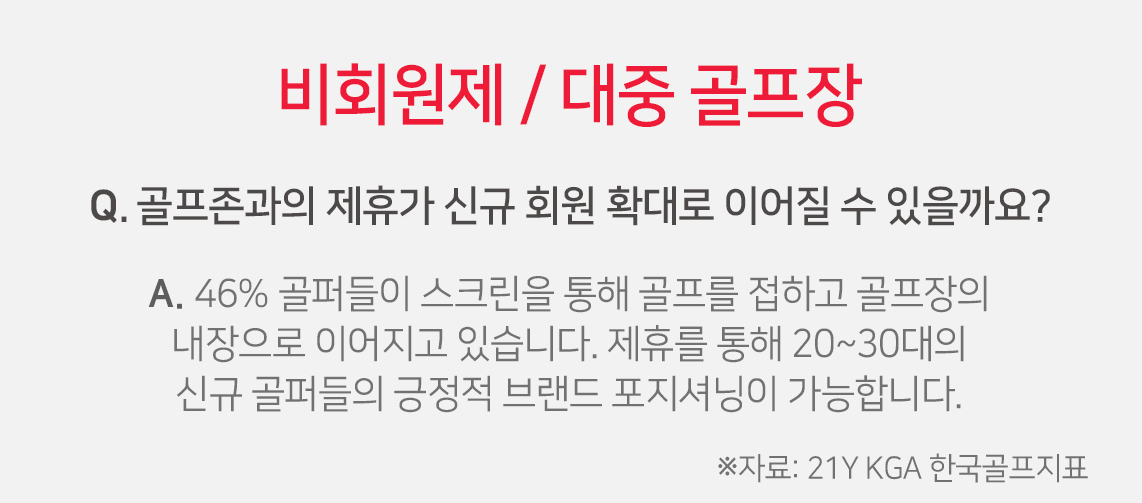 비회원제 / 대중 골프장
Q. 골프존과의 제휴가 신규 회원 확대로 이어질 수 있을까요?
A. 46% 골퍼들이 스크린을 통해 골프를 접하고 골프장의
내장으로 이어지고 있습니다. 제휴를 통해 20~30대의
신규 골퍼들의 긍정적 브랜드 포지셔닝이 가능합니다.
※자료: 21Y KGA 한국골프지표